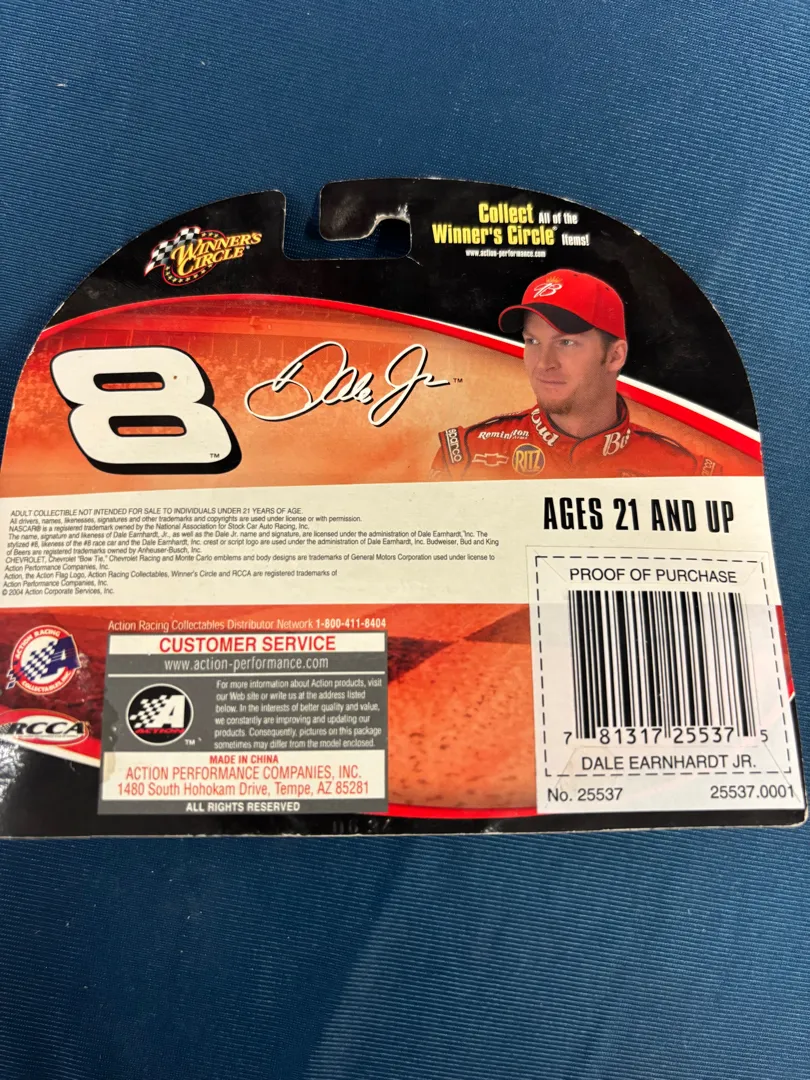 Collect All of the
Winner's Circle® Items!
www.action-performance.com
WINNER'S
CIRCLE
8
TM
Dale Jr. TM
B
sparco
Remington
Bud
RITZ
ADULT COLLECTIBLE NOT INTENDED FOR SALE TO INDIVIDUALS UNDER 21 YEARS OF AGE.
All drivers, names, likenesses, signatures and other trademarks and copyrights are used under license or with permission.
NASCAR® is a registered trademark owned by the National Association for Stock Car Auto Racing, Inc.
The name, signature and likeness of Dale Earnhardt, Jr., as well as the Dale Jr. name and signature, are licensed under the administration of Dale Earnhardt, Inc. The
stylized #8, likeness of the #8 race car and the Dale Earnhardt, Inc. crest or script logo are used under the administration of Dale Earnhardt, Inc. Budweiser, Bud and King
of Beers are registered trademarks owned by Anheuser-Busch, Inc.
CHEVROLET, Chevrolet "Bow Tie," Chevrolet Racing and Monte Carlo emblems and body designs are trademarks of General Motors Corporation used under license to
Action Performance Companies, Inc.
Action, the Action Flag Logo, Action Racing Collectables, Winner's Circle and RCCA are registered trademarks of
Action Performance Companies, Inc.
© 2004 Action Corporate Services, Inc.
AGES 21 AND UP
PROOF OF PURCHASE
7 81317 25537 5
DALE EARNHARDT JR.
No. 25537 25537.0001
Action Racing Collectables Distributor Network 1-800-411-8404
CUSTOMER SERVICE
www.action-performance.com
For more information about Action products, visit
our Web site or write us at the address listed
below. In the interests of better quality and value,
we constantly are improving and updating our
products. Consequently, pictures on this package
sometimes may differ from the model enclosed.
A
ACTION TM
MADE IN CHINA
ACTION PERFORMANCE COMPANIES, INC.
1480 South Hohokam Drive, Tempe, AZ 85281
ALL RIGHTS RESERVED
ACTION RACING
A
COLLECTABLES, INC.
RCCA